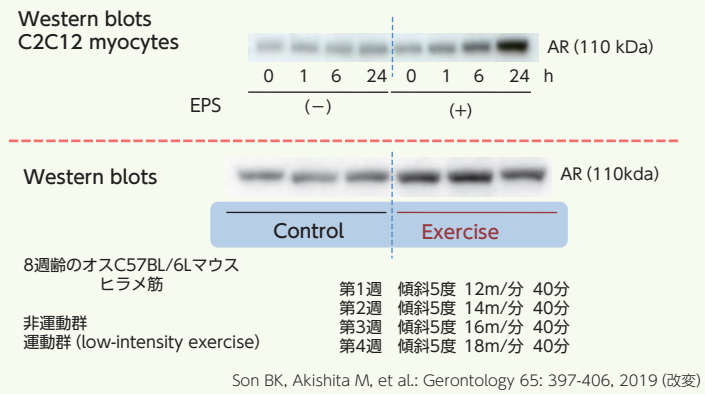 Western blots
C2C12 myocytes
AR (110 kDa)
0 1 6 24 0 1 6 24 h
EPS (−) (+)
Western blots
AR (110kda)
Control Exercise
8週齢のオスC57BL/6Lマウス
ヒラメ筋
非運動群
運動群 (low-intensity exercise)
第1週 傾斜5度 12m/分 40分
第2週 傾斜5度 14m/分 40分
第3週 傾斜5度 16m/分 40分
第4週 傾斜5度 18m/分 40分
Son BK, Akishita M, et al.: Gerontology 65: 397-406, 2019 (改変)